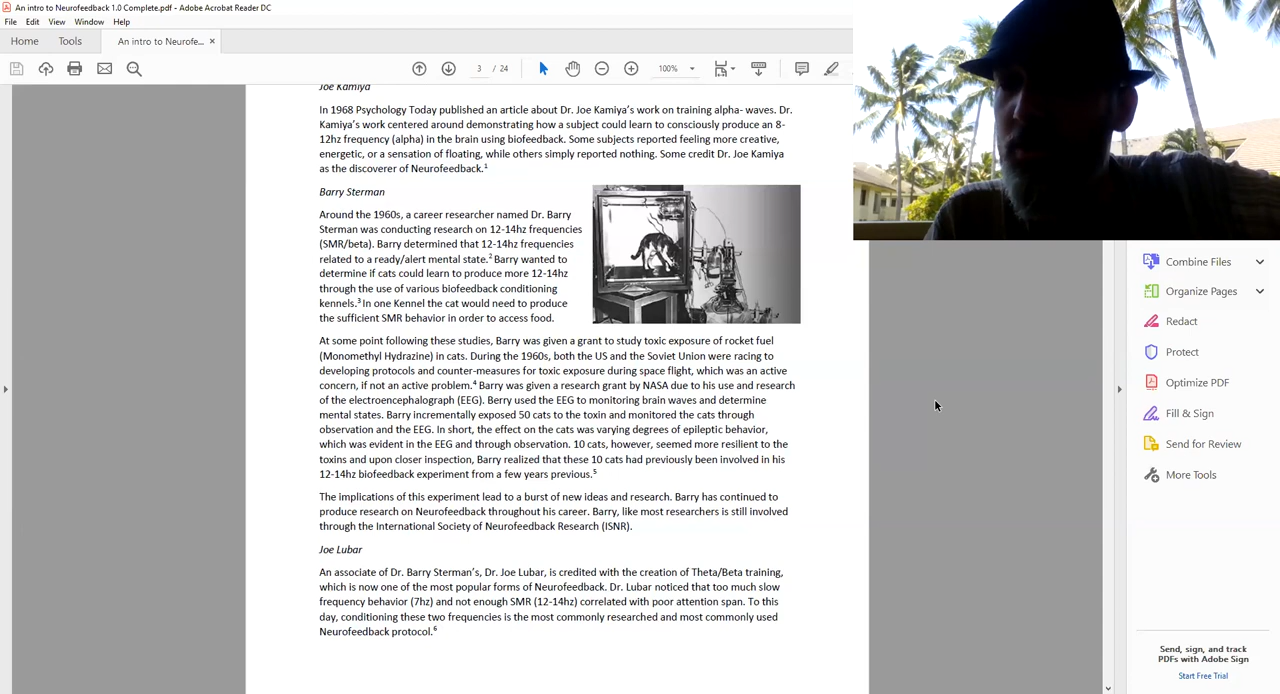 An intro to Neurofeedback 1.0 Complete.pdf - Adobe Acrobat Reader DC
File Edit View Window Help
Home Tools An intro to Neurofe... ×
3 / 24 100%
Joe Kamiya
In 1968 Psychology Today published an article about Dr. Joe Kamiya's work on training alpha- waves. Dr.
Kamiya's work centered around demonstrating how a subject could learn to consciously produce an 8-
12hz frequency (alpha) in the brain using biofeedback. Some subjects reported feeling more creative,
energetic, or a sensation of floating, while others simply reported nothing. Some credit Dr. Joe Kamiya
as the discoverer of Neurofeedback.1
Barry Sterman
Around the 1960s, a career researcher named Dr. Barry
Sterman was conducting research on 12-14hz frequencies
(SMR/beta). Barry determined that 12-14hz frequencies
related to a ready/alert mental state.2 Barry wanted to
determine if cats could learn to produce more 12-14hz
through the use of various biofeedback conditioning
kennels.3 In one Kennel the cat would need to produce
the sufficient SMR behavior in order to access food.
At some point following these studies, Barry was given a grant to study toxic exposure of rocket fuel
(Monomethyl Hydrazine) in cats. During the 1960s, both the US and the Soviet Union were racing to
developing protocols and counter-measures for toxic exposure during space flight, which was an active
concern, if not an active problem.4 Barry was given a research grant by NASA due to his use and research
of the electroencephalograph (EEG). Berry used the EEG to monitoring brain waves and determine
mental states. Barry incrementally exposed 50 cats to the toxin and monitored the cats through
observation and the EEG. In short, the effect on the cats was varying degrees of epileptic behavior,
which was evident in the EEG and through observation. 10 cats, however, seemed more resilient to the
toxins and upon closer inspection, Barry realized that these 10 cats had previously been involved in his
12-14hz biofeedback experiment from a few years previous.5
The implications of this experiment lead to a burst of new ideas and research. Barry has continued to
produce research on Neurofeedback throughout his career. Barry, like most researchers is still involved
through the International Society of Neurofeedback Research (ISNR).
Joe Lubar
An associate of Dr. Barry Sterman's, Dr. Joe Lubar, is credited with the creation of Theta/Beta training,
which is now one of the most popular forms of Neurofeedback. Dr. Lubar noticed that too much slow
frequency behavior (7hz) and not enough SMR (12-14hz) correlated with poor attention span. To this
day, conditioning these two frequencies is the most commonly researched and most commonly used
Neurofeedback protocol.6
Combine Files
Organize Pages
Redact
Protect
Optimize PDF
Fill & Sign
Send for Review
More Tools
Send, sign, and track
PDFs with Adobe Sign
Start Free Trial